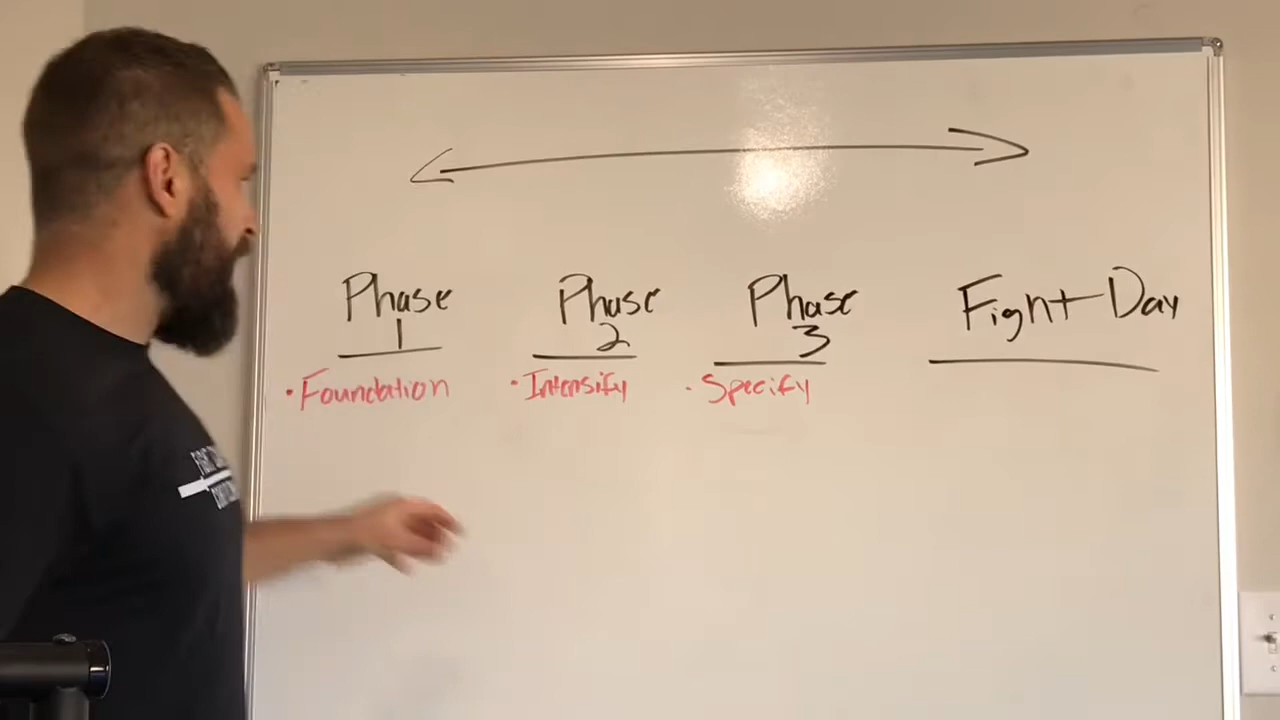 Phase 1
Phase 2
Phase 3
Fight Day
• Foundation
• Intensify
• Specify